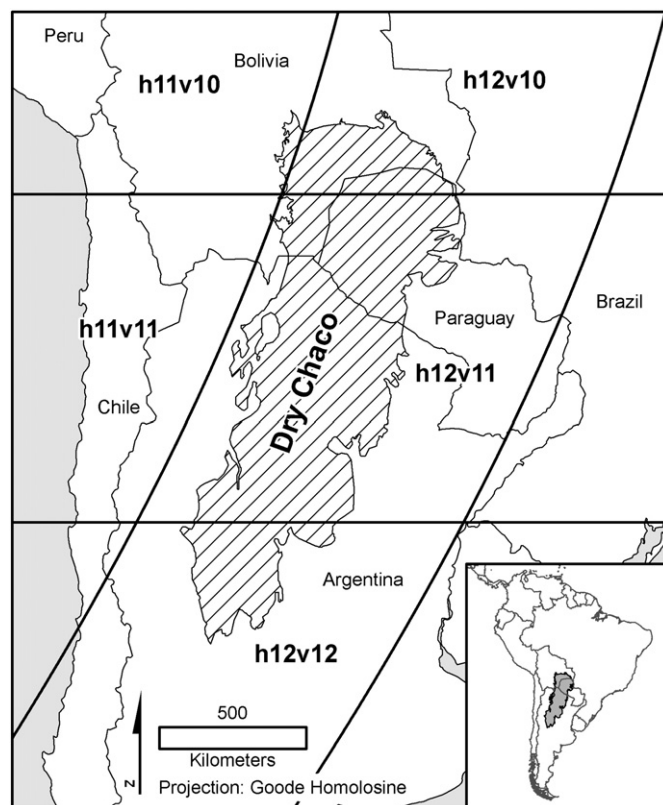 Peru
Bolivia
h11v10
h12v10
h11v11
Brazil
Paraguay
Dry Chaco
h12v11
Chile
Argentina
h12v12
500
Kilometers
N
Projection: Goode Homolosine